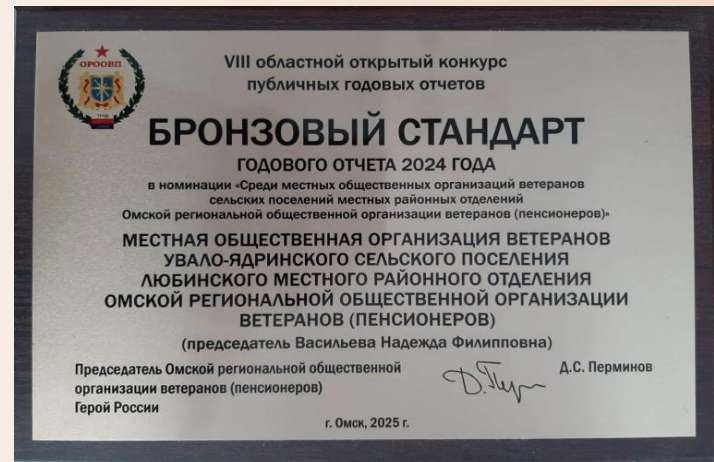 ОРООВП
ТРУД
VIII областной открытый конкурс
публичных годовых отчетов
БРОНЗОВЫЙ СТАНДАРТ
ГОДОВОГО ОТЧЕТА 2024 ГОДА
в номинации «Среди местных общественных организаций ветеранов
сельских поселений местных районных отделений
Омской региональной общественной организации ветеранов (пенсионеров)»
МЕСТНАЯ ОБЩЕСТВЕННАЯ ОРГАНИЗАЦИЯ ВЕТЕРАНОВ
УВАЛО-ЯДРИНСКОГО СЕЛЬСКОГО ПОСЕЛЕНИЯ
ЛЮБИНСКОГО МЕСТНОГО РАЙОННОГО ОТДЕЛЕНИЯ
ОМСКОЙ РЕГИОНАЛЬНОЙ ОБЩЕСТВЕННОЙ ОРГАНИЗАЦИИ
ВЕТЕРАНОВ (ПЕНСИОНЕРОВ)
(председатель Васильева Надежда Филипповна)
Председатель Омской региональной общественной
организации ветеранов (пенсионеров)
Герой России
Д.С. Перминов
г. Омск, 2025 г.